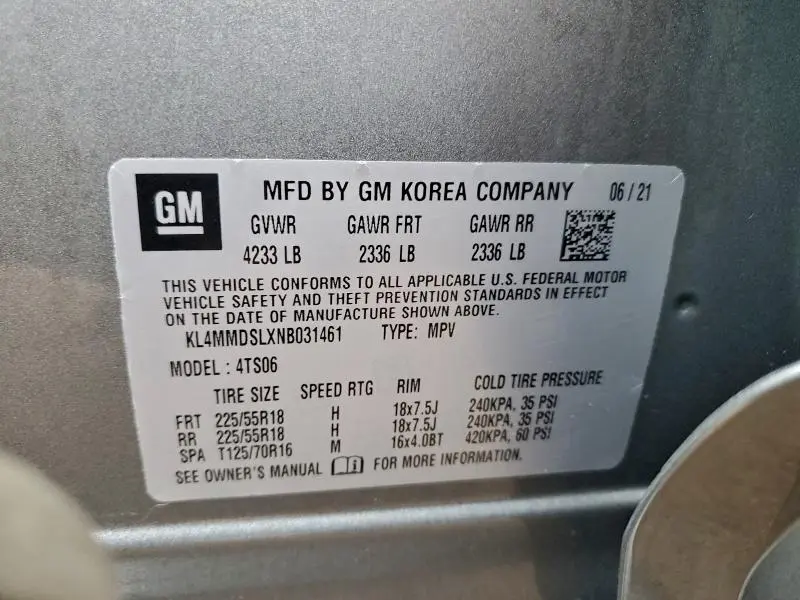 GM MFD BY GM KOREA COMPANY 06/21
GVWR GAWR FRT GAWR RR
4233 LB 2336 LB 2336 LB
THIS VEHICLE CONFORMS TO ALL APPLICABLE U.S. FEDERAL MOTOR
VEHICLE SAFETY AND THEFT PREVENTION STANDARDS IN EFFECT
ON THE DATE OF MANUFACTURE SHOWN ABOVE.
KL4MMDSLXNB031461 TYPE: MPV
MODEL : 4TS06
TIRE SIZE SPEED RTG RIM COLD TIRE PRESSURE
FRT 225/55R18 H 18x7.5J 240KPA, 35 PSI
RR 225/55R18 H 18x7.5J 240KPA, 35 PSI
SPA T125/70R16 M 16x4.0BT 420KPA, 60 PSI
SEE OWNER'S MANUAL FOR MORE INFORMATION.